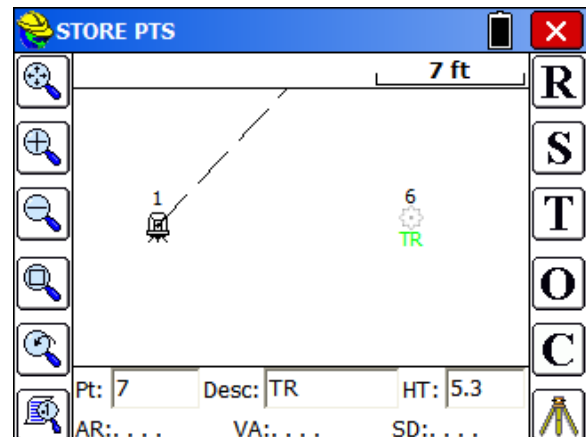 STORE PTS
7 ft
R
S
1
6
T
TR
O
C
Pt: 7 Desc: TR HT: 5.3
AR:. . . . VA:. . . . SD:. . . .